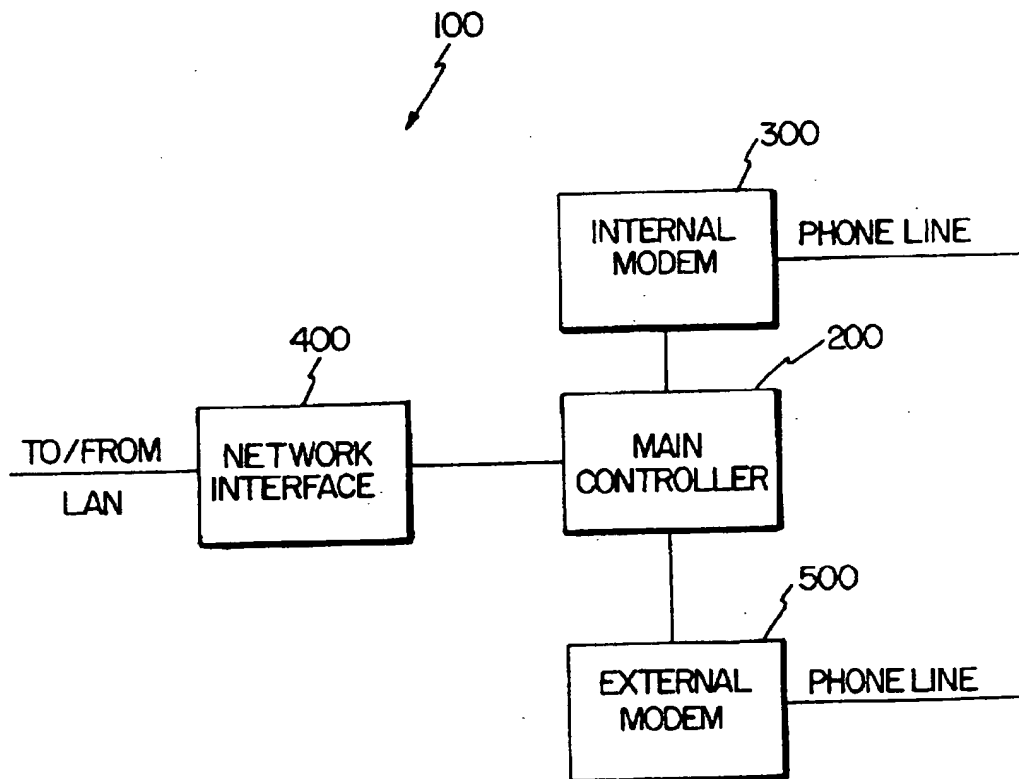 100
300
INTERNAL
MODEM
PHONE LINE
200
400
TO/FROM
LAN
NETWORK
INTERFACE
MAIN
CONTROLLER
500
EXTERNAL
MODEM
PHONE LINE